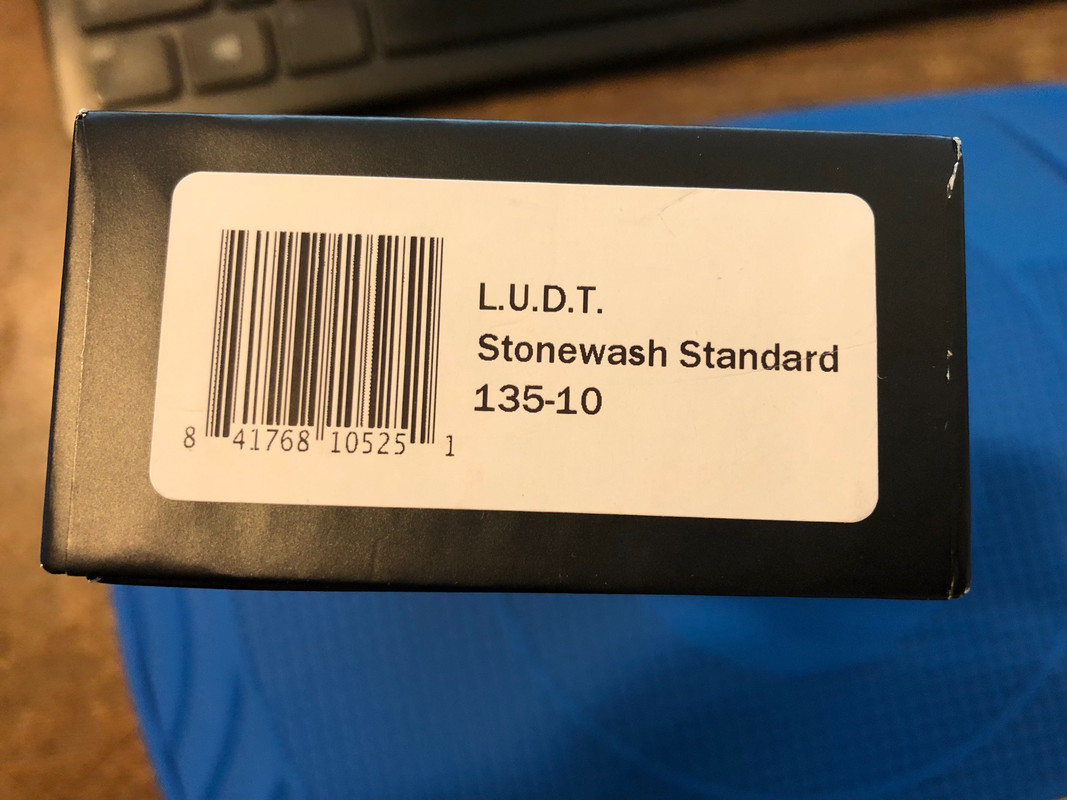 L.U.D.T.
Stonewash Standard
135-10
8 41768 10525 1